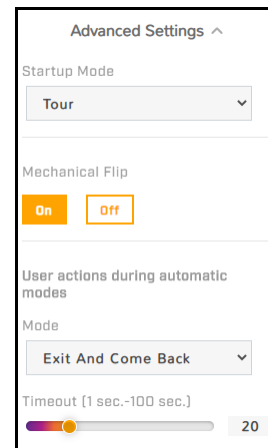 Advanced Settings
Startup Mode
Tour
Mechanical Flip
On Off
User actions during automatic
modes
Mode
Exit And Come Back
Timeout (1 sec.-100 sec.)
20